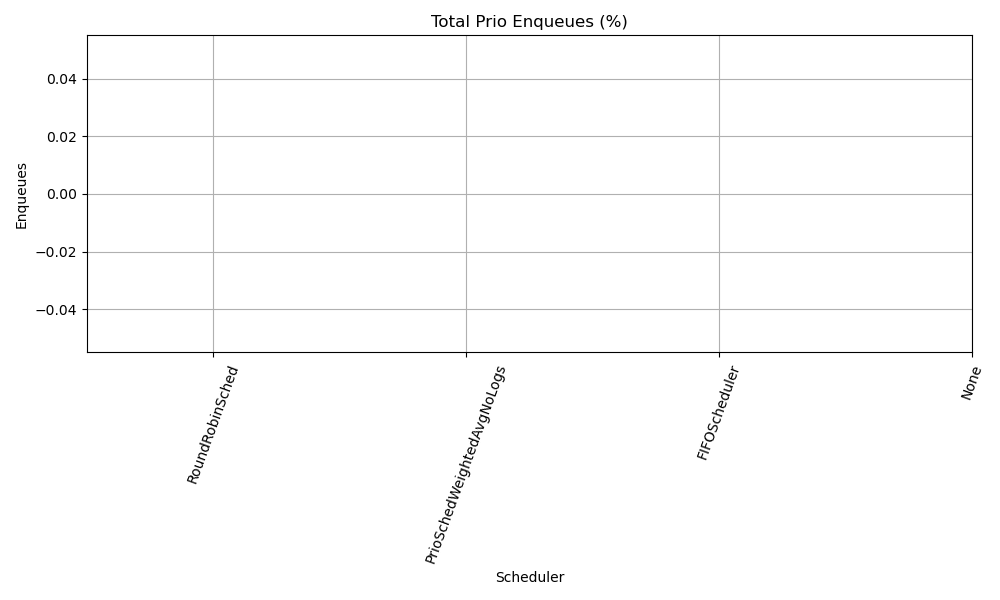 Total Prio Enqueues (%)
0.04
0.02
0.00
−0.02
−0.04
Enqueues
RoundRobinSched
PrioSchedWeightedAvgNoLogs
FIFOScheduler
None
Scheduler